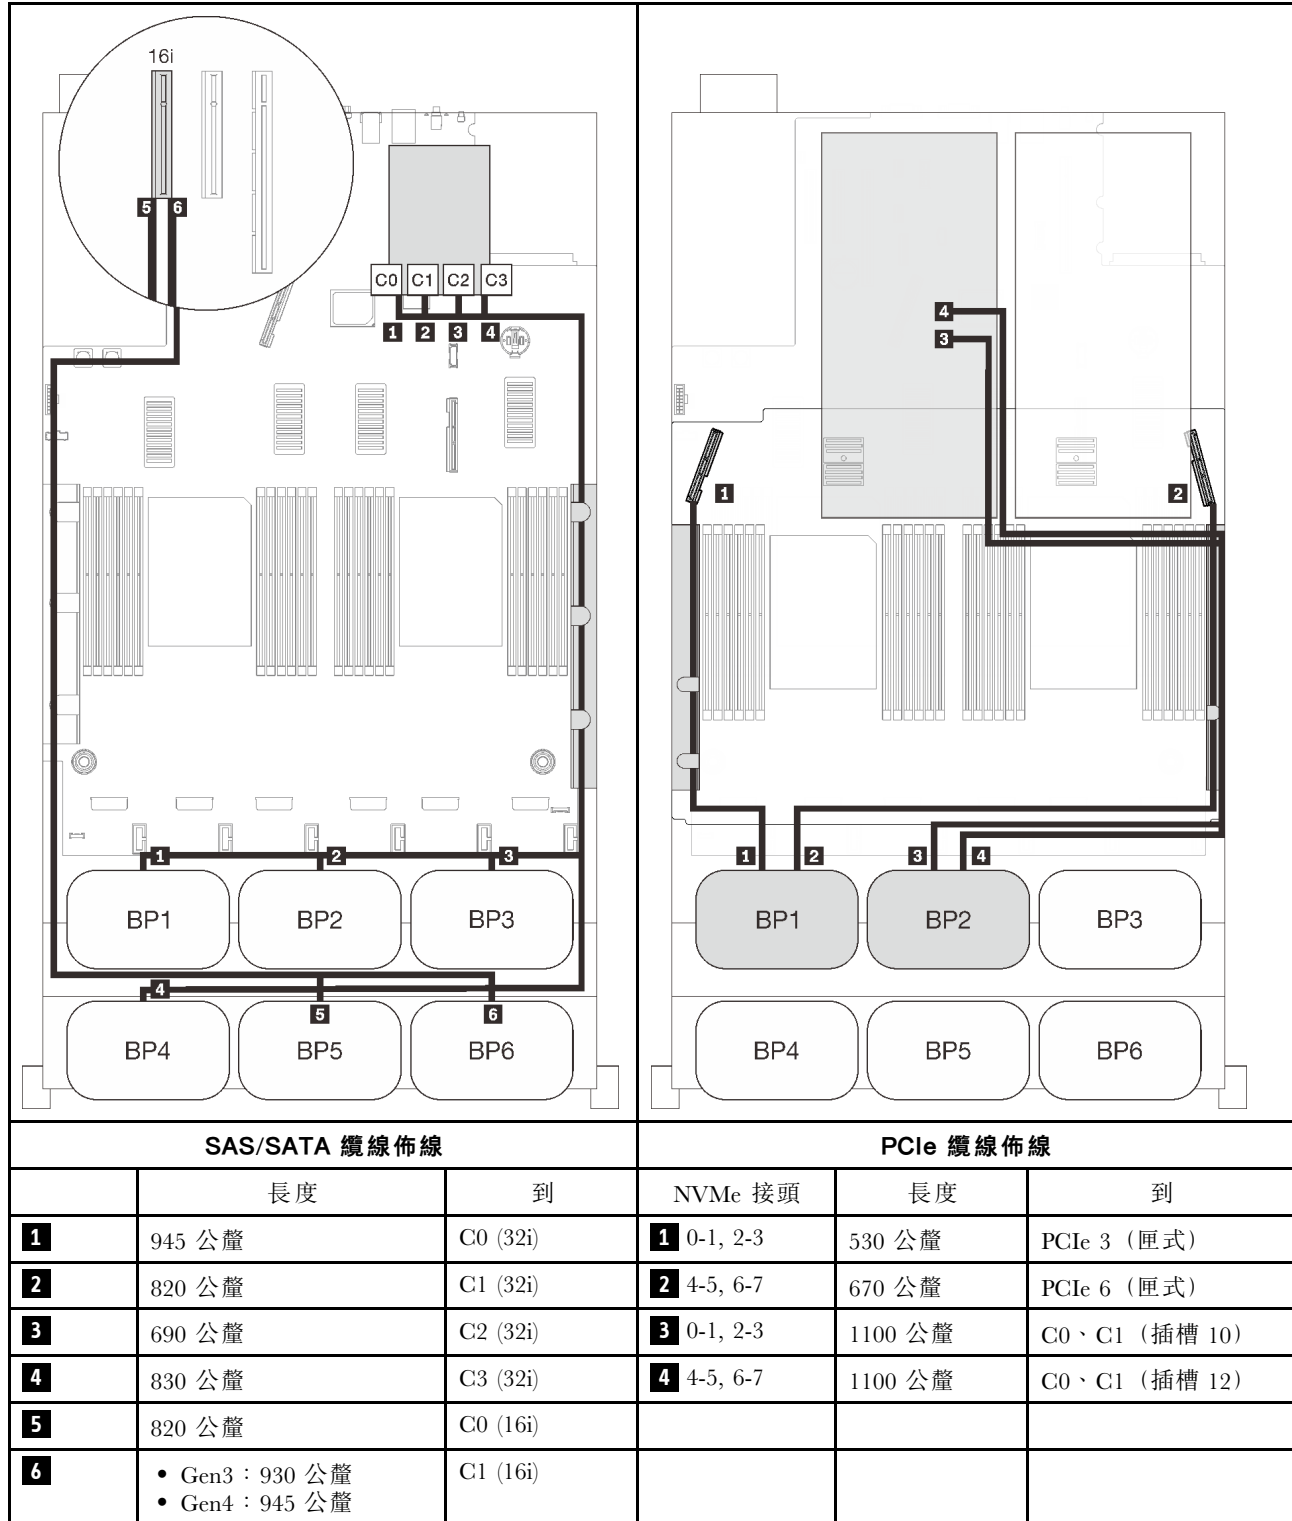 16i
5 6
C0 C1 C2 C3
1 2 3 4
1 2 3
BP1 BP2 BP3
4
5 6
BP4 BP5 BP6
4
3
1 2
1 2 3 4
BP1 BP2 BP3
BP4 BP5 BP6
SAS/SATA 纜線佈線 PCIe 纜線佈線
長度 到 NVMe 接頭 長度 到
1 945 公釐 C0 (32i) 1 0-1, 2-3 530 公釐 PCIe 3（匣式）
2 820 公釐 C1 (32i) 2 4-5, 6-7 670 公釐 PCIe 6（匣式）
3 690 公釐 C2 (32i) 3 0-1, 2-3 1100 公釐 C0、C1（插槽 10）
4 830 公釐 C3 (32i) 4 4-5, 6-7 1100 公釐 C0、C1（插槽 12）
5 820 公釐 C0 (16i)
6 • Gen3：930 公釐 C1 (16i)
• Gen4：945 公釐